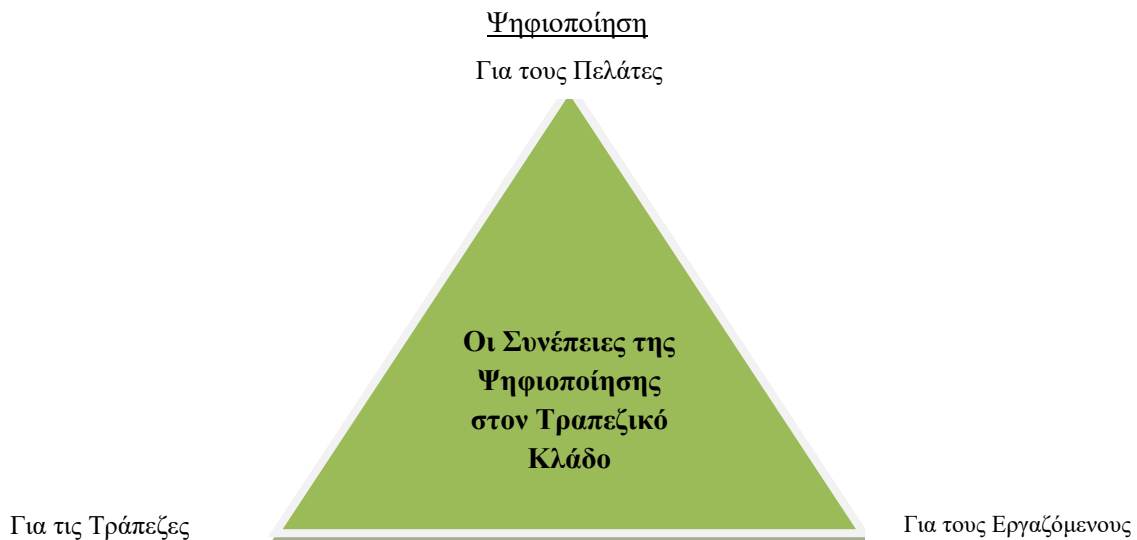 Ψηφιοποίηση
Για τους Πελάτες
Οι Συνέπειες της
Ψηφιοποίησης
στον Τραπεζικό
Κλάδο
Για τις Τράπεζες
Για τους Εργαζόμενους